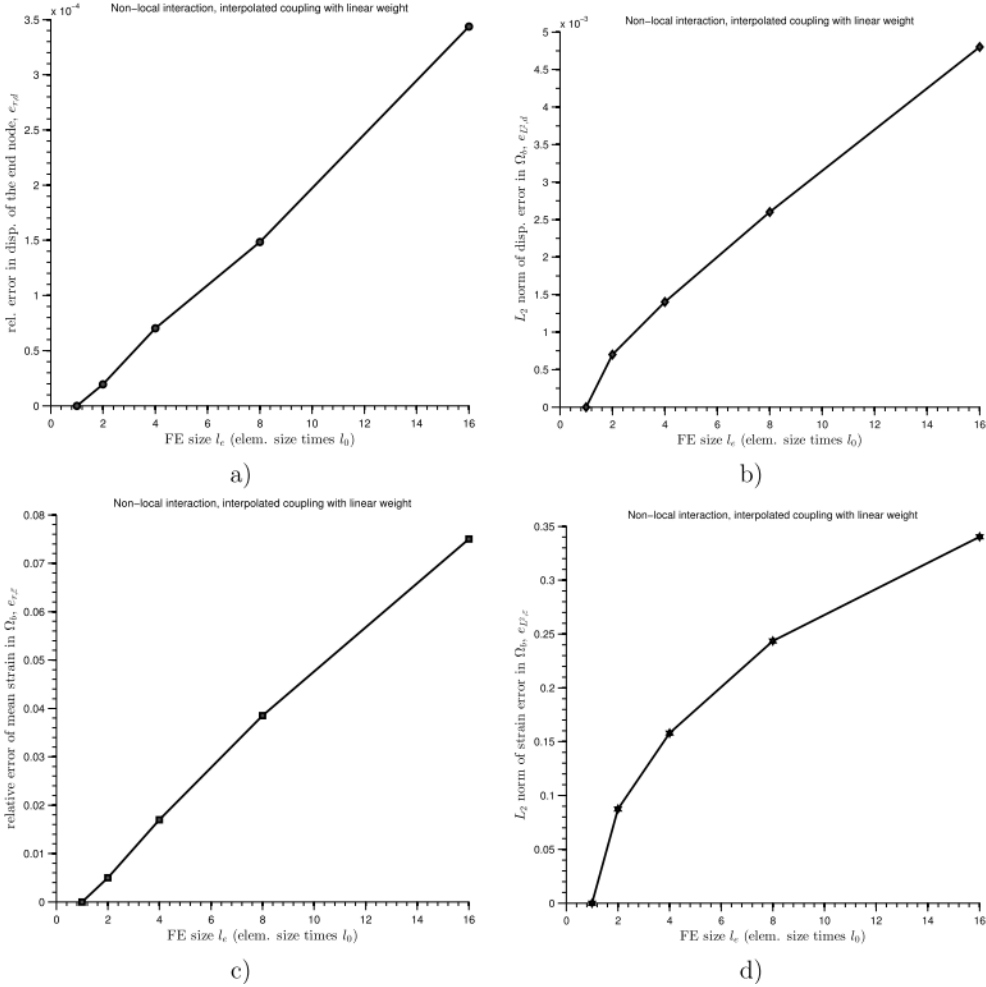 Non−local interaction, interpolated coupling with linear weight
x 10⁻⁴
3.5
3
2.5
2
1.5
1
0.5
0
rel. error in disp. of the end node, e_{r,d}
0 2 4 6 8 10 12 14 16
FE size l_e (elem. size times l_0)
a)
Non−local interaction, interpolated coupling with linear weight
x 10⁻³
5
4.5
4
3.5
3
2.5
2
1.5
1
0.5
0
L_2 norm of disp. error in Ω_b, e_{L²,d}
0 2 4 6 8 10 12 14 16
FE size l_e (elem. size times l_0)
b)
Non−local interaction, interpolated coupling with linear weight
0.08
0.07
0.06
0.05
0.04
0.03
0.02
0.01
0
relative error of mean strain in Ω_b, e_{r,ε}
0 2 4 6 8 10 12 14 16
FE size l_e (elem. size times l_0)
c)
Non−local interaction, interpolated coupling with linear weight
0.35
0.3
0.25
0.2
0.15
0.1
0.05
0
L_2 norm of strain error in Ω_b, e_{L²,ε}
0 2 4 6 8 10 12 14 16
FE size l_e (elem. size times l_0)
d)